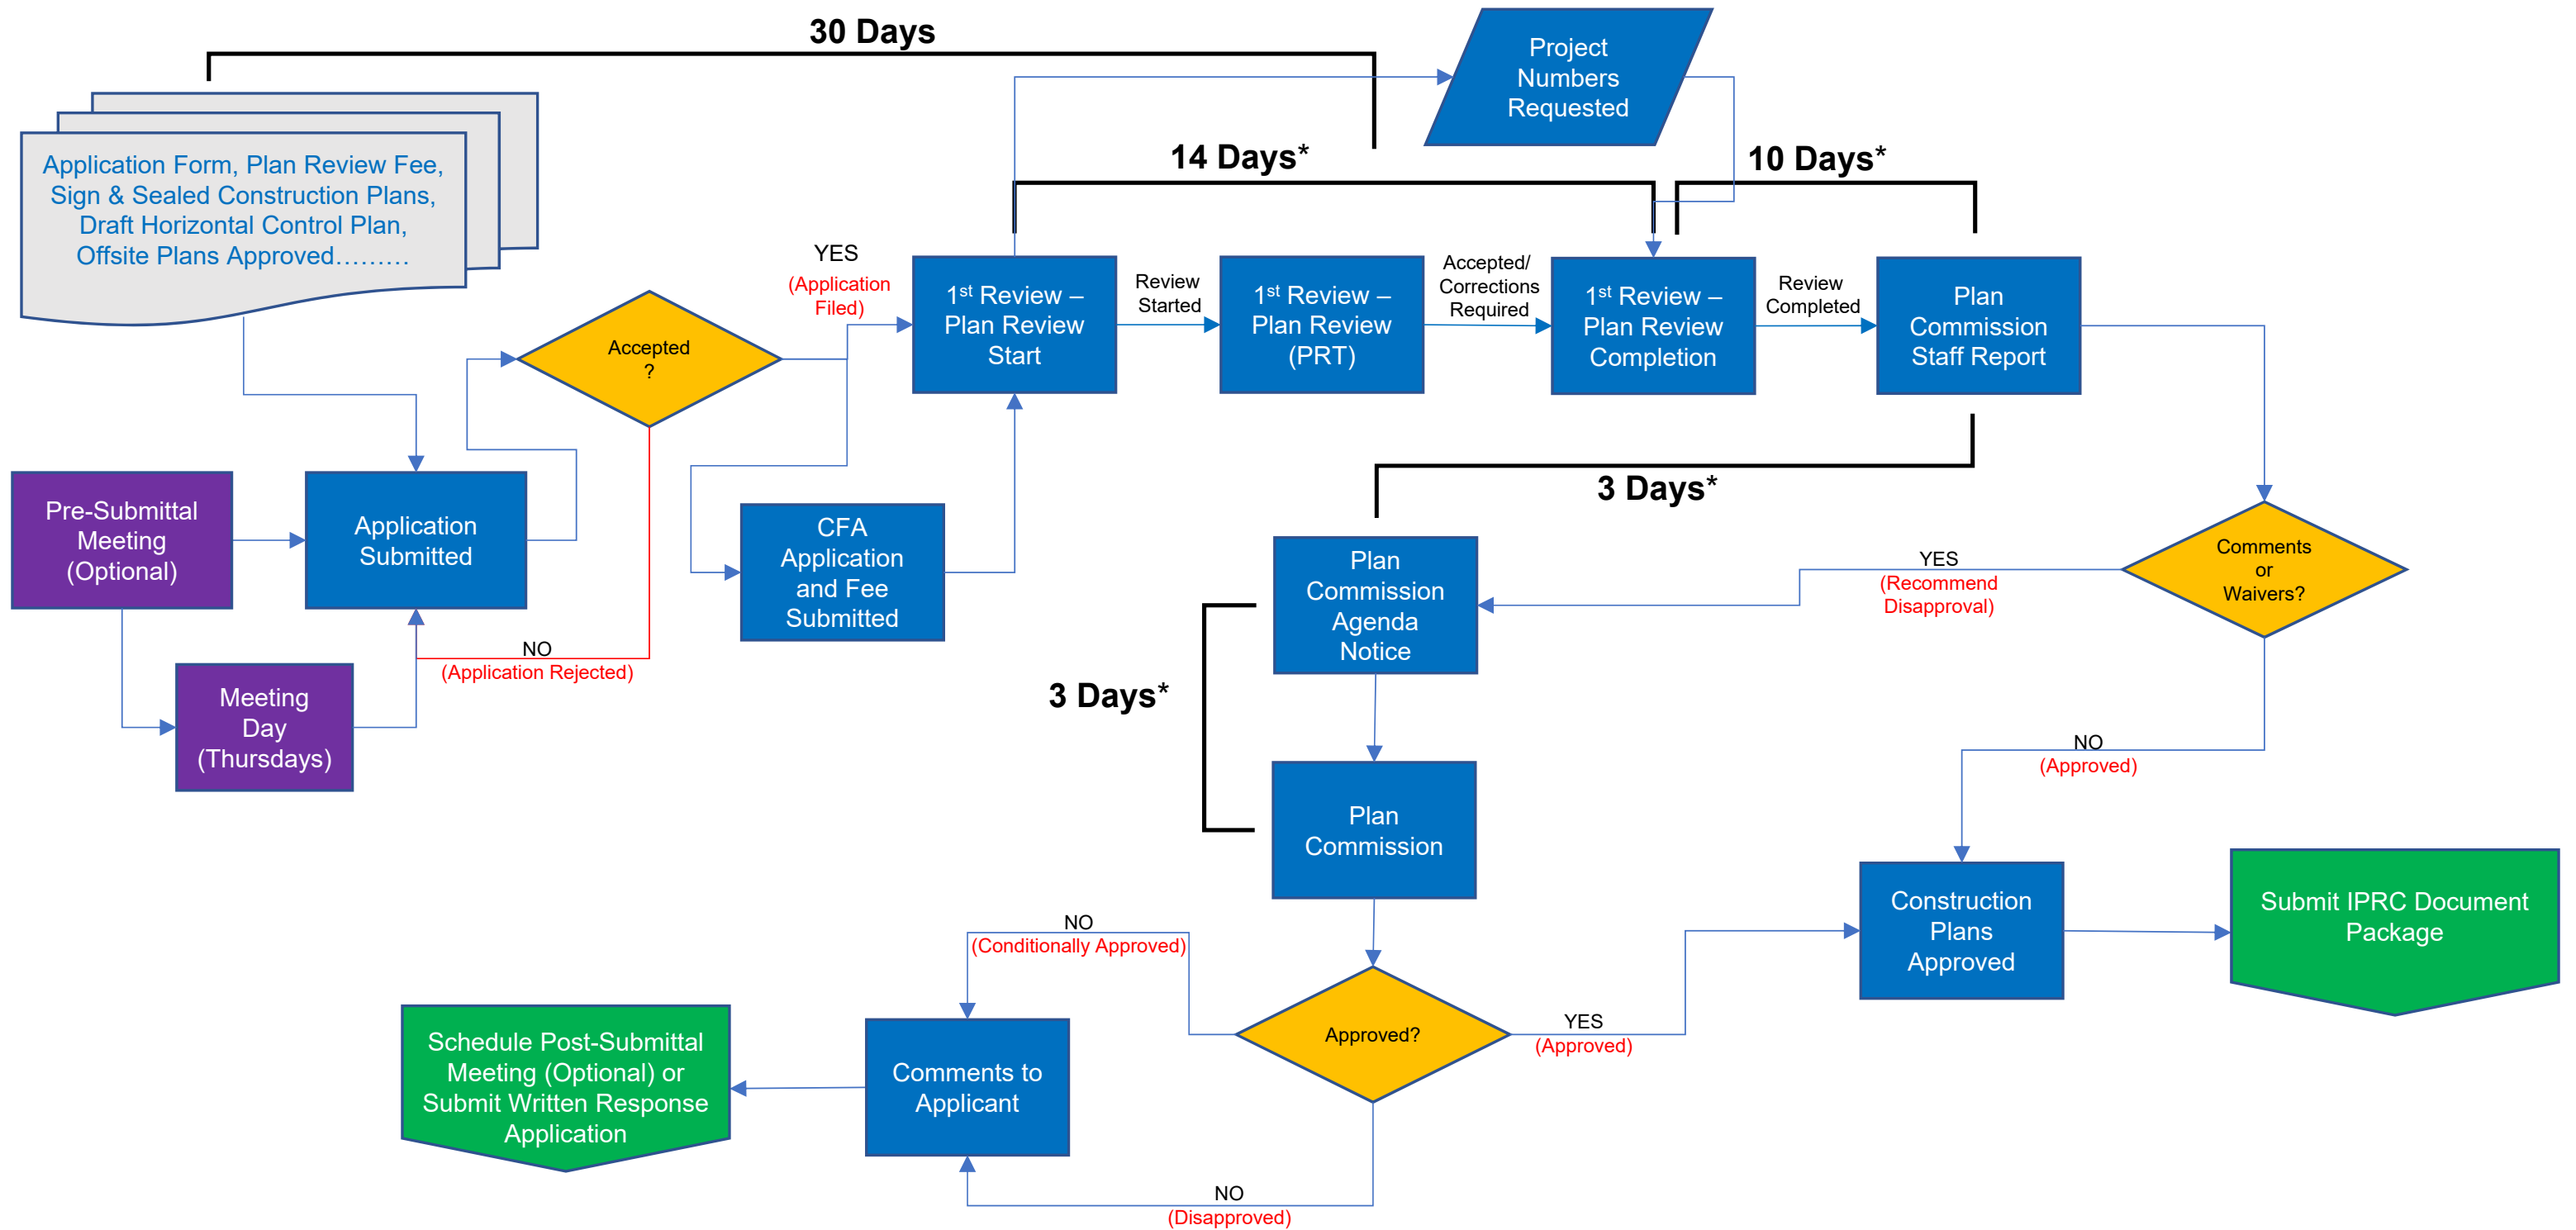 30 Days
Project
Numbers
Requested
14 Days*
10 Days*
Application Form, Plan Review Fee,
Sign & Sealed Construction Plans,
Draft Horizontal Control Plan,
Offsite Plans Approved.........
YES
(Application
Filed)
Accepted
?
1st Review –
Plan Review
Start
Review
Started
1st Review –
Plan Review
(PRT)
Accepted/
Corrections
Required
1st Review –
Plan Review
Completion
Review
Completed
Plan
Commission
Staff Report
3 Days*
Pre-Submittal
Meeting
(Optional)
Application
Submitted
CFA
Application
and Fee
Submitted
Plan
Commission
Agenda
Notice
YES
(Recommend
Disapproval)
Comments
or
Waivers?
NO
(Application Rejected)
Meeting
Day
(Thursdays)
3 Days*
NO
(Approved)
Plan
Commission
Construction
Plans
Approved
Submit IPRC Document
Package
NO
(Conditionally Approved)
Approved?
YES
(Approved)
Schedule Post-Submittal
Meeting (Optional) or
Submit Written Response
Application
Comments to
Applicant
NO
(Disapproved)